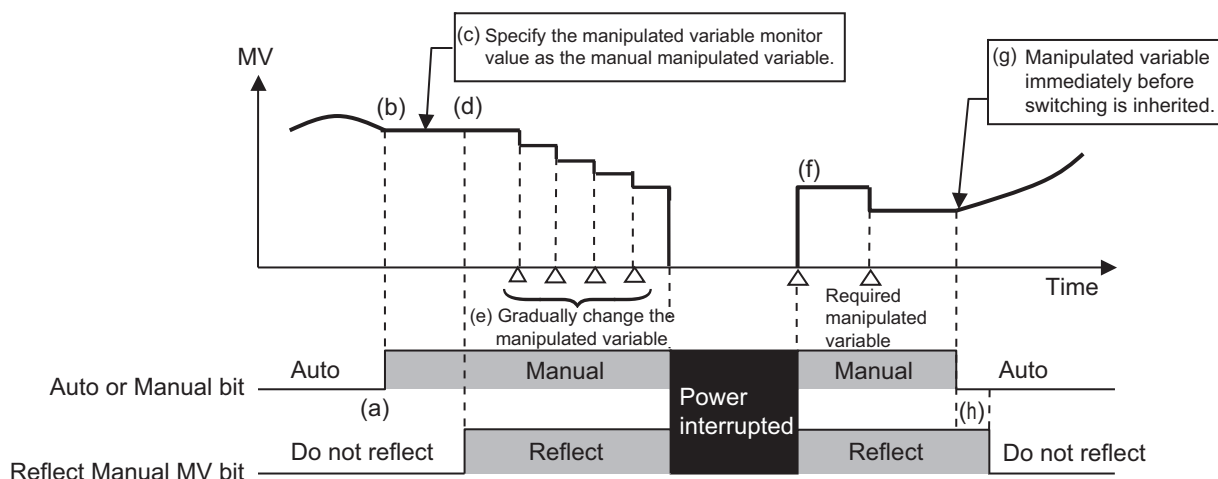 (c) Specify the manipulated variable monitor
value as the manual manipulated variable.
(g) Manipulated variable
immediately before
switching is inherited.
MV
(b)
(d)
(f)
Time
(e) Gradually change the
manipulated variable
Required
manipulated
variable
Auto or Manual bit
Auto
(a)
Manual
Power
interrupted
Manual
Auto
(h)
Reflect Manual MV bit
Do not reflect
Reflect
Reflect
Do not reflect